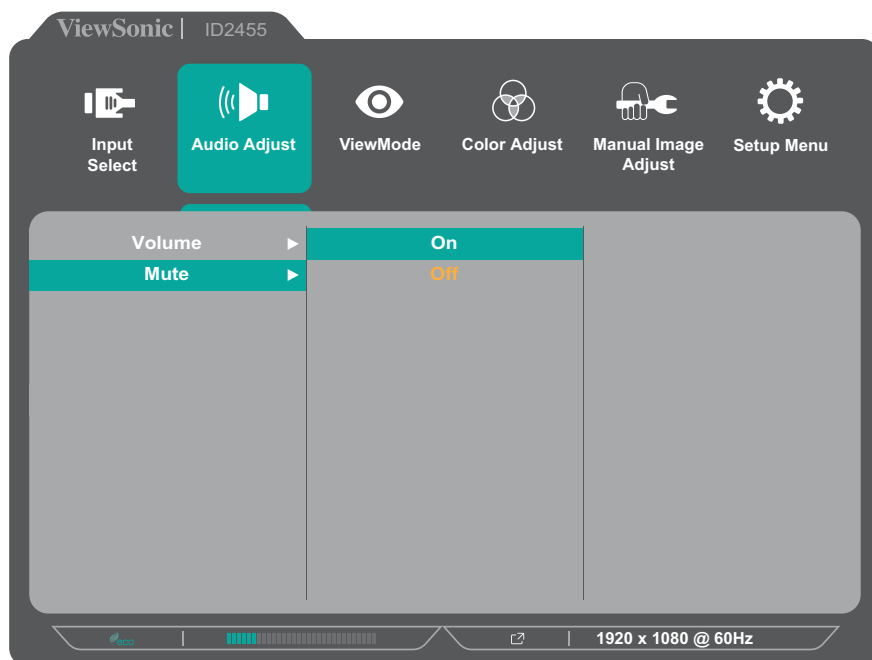 ViewSonic | ID2455
Input
Select
Audio Adjust
ViewMode
Color Adjust
Manual Image
Adjust
Setup Menu
Volume
On
Mute
Off
eco
1920 x 1080 @ 60Hz